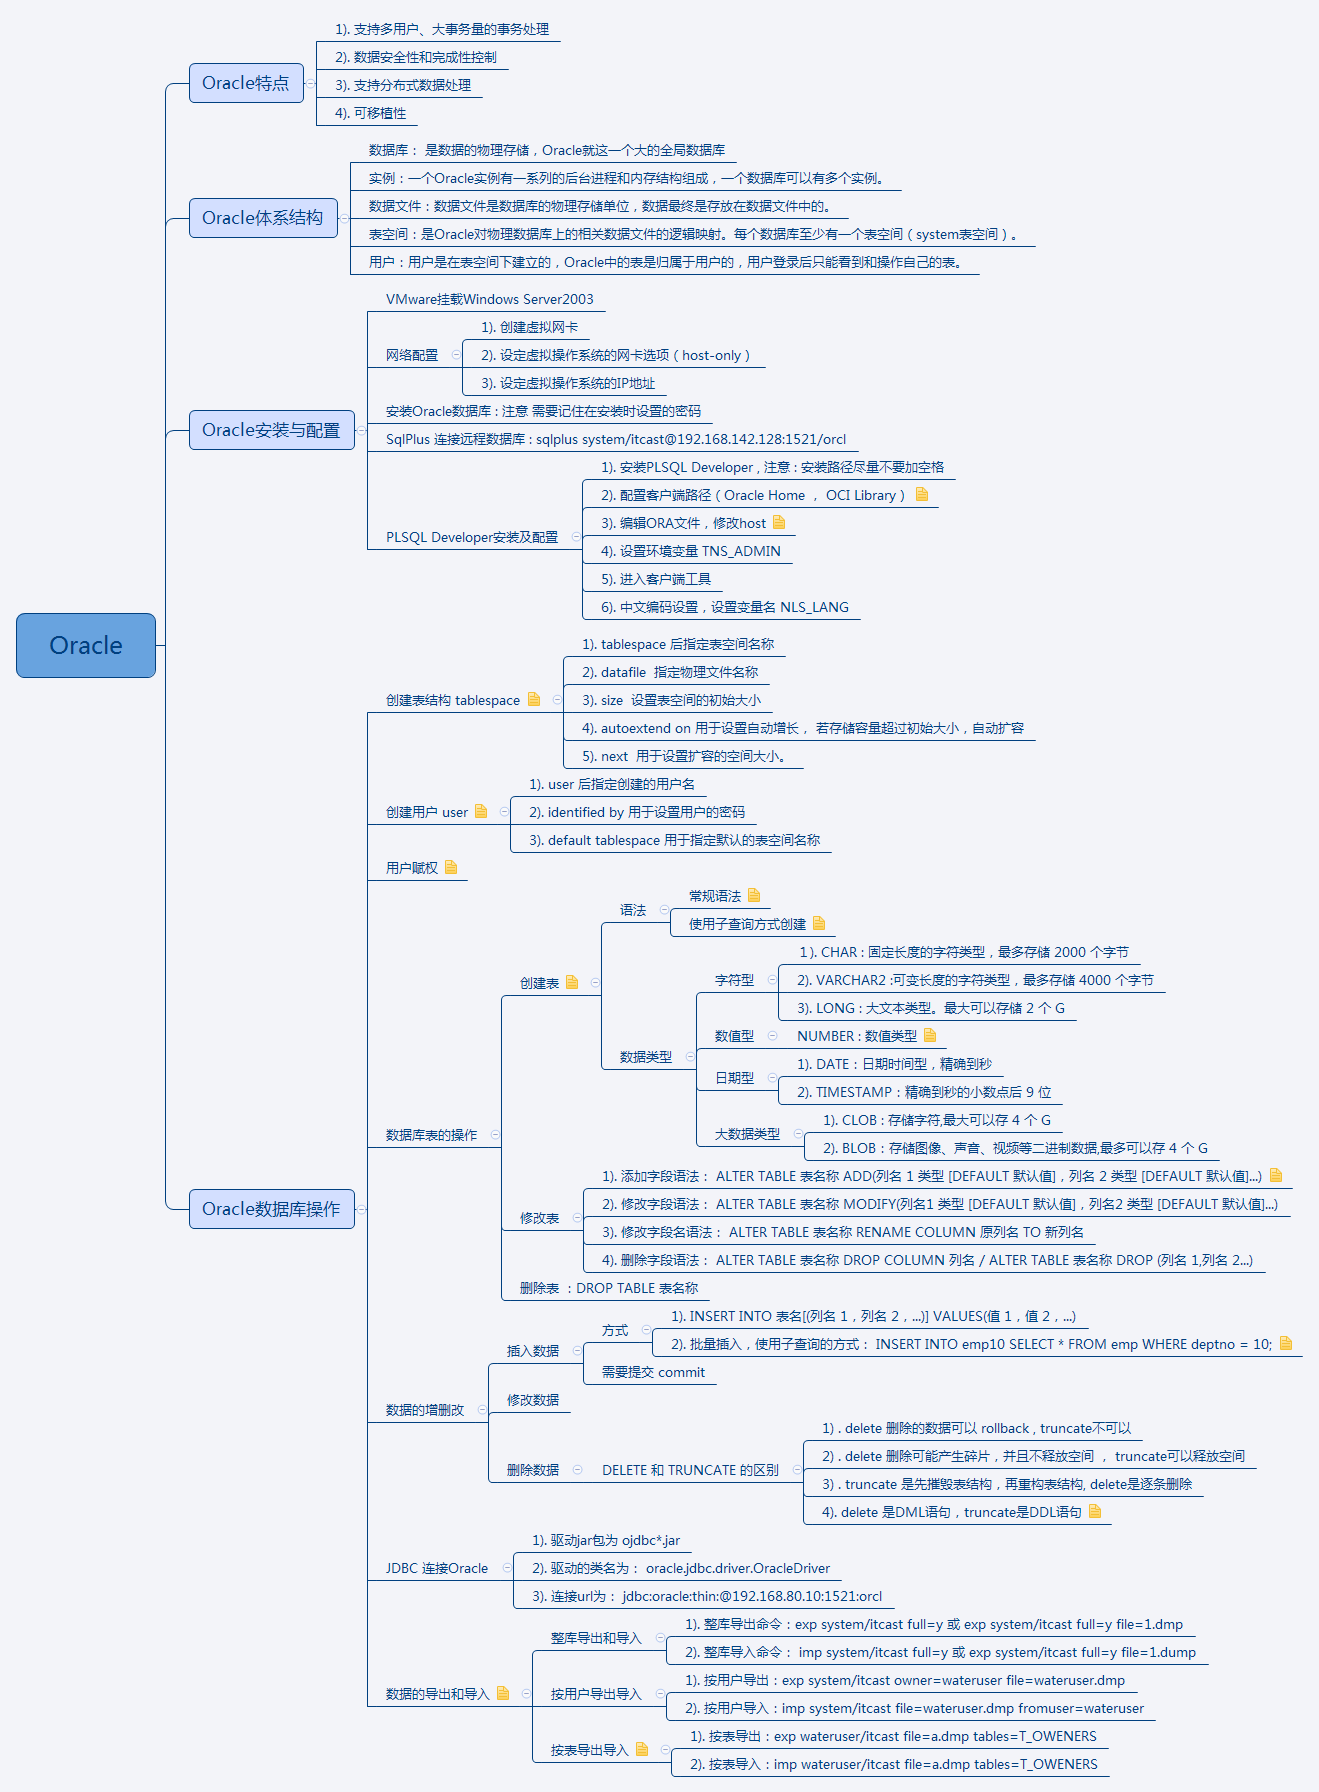 Oracle
Oracle特点
1). 支持多用户、大事务量的事务处理
2). 数据安全性和完成性控制
3). 支持分布式数据处理
4). 可移植性
Oracle体系结构
数据库： 是数据的物理存储，Oracle就这一个大的全局数据库
实例：一个Oracle实例有一系列的后台进程和内存结构组成，一个数据库可以有多个实例。
数据文件：数据文件是数据库的物理存储单位，数据最终是存放在数据文件中的。
表空间：是Oracle对物理数据库上的相关数据文件的逻辑映射。每个数据库至少有一个表空间（system表空间）。
用户：用户是在表空间下建立的，Oracle中的表是归属于用户的，用户登录后只能看到和操作自己的表。
Oracle安装与配置
VMware挂载Windows Server2003
网络配置
1). 创建虚拟网卡
2). 设定虚拟操作系统的网卡选项（host-only）
3). 设定虚拟操作系统的IP地址
安装Oracle数据库 : 注意 需要记住在安装时设置的密码
SqlPlus 连接远程数据库 : sqlplus system/itcast@192.168.142.128:1521/orcl
PLSQL Developer安装及配置
1). 安装PLSQL Developer , 注意 : 安装路径尽量不要加空格
2). 配置客户端路径（Oracle Home ， OCI Library）
3). 编辑ORA文件，修改host
4). 设置环境变量 TNS_ADMIN
5). 进入客户端工具
6). 中文编码设置，设置变量名 NLS_LANG
Oracle数据库操作
创建表结构 tablespace
1). tablespace 后指定表空间名称
2). datafile 指定物理文件名称
3). size 设置表空间的初始大小
4). autoextend on 用于设置自动增长， 若存储容量超过初始大小，自动扩容
5). next 用于设置扩容的空间大小。
创建用户 user
1). user 后指定创建的用户名
2). identified by 用于设置用户的密码
3). default tablespace 用于指定默认的表空间名称
用户赋权
数据库表的操作
创建表
语法
常规语法
使用子查询方式创建
数据类型
字符型
1). CHAR : 固定长度的字符类型，最多存储 2000 个字节
2). VARCHAR2 :可变长度的字符类型，最多存储 4000 个字节
3). LONG : 大文本类型。最大可以存储 2 个 G
数值型
NUMBER : 数值类型
日期型
1). DATE：日期时间型，精确到秒
2). TIMESTAMP：精确到秒的小数点后 9 位
大数据类型
1). CLOB : 存储字符,最大可以存 4 个 G
2). BLOB：存储图像、声音、视频等二进制数据,最多可以存 4 个 G
修改表
1). 添加字段语法： ALTER TABLE 表名称 ADD(列名 1 类型 [DEFAULT 默认值]，列名 2 类型 [DEFAULT 默认值]...)
2). 修改字段语法： ALTER TABLE 表名称 MODIFY(列名1 类型 [DEFAULT 默认值]，列名2 类型 [DEFAULT 默认值]...)
3). 修改字段名语法： ALTER TABLE 表名称 RENAME COLUMN 原列名 TO 新列名
4). 删除字段语法： ALTER TABLE 表名称 DROP COLUMN 列名 / ALTER TABLE 表名称 DROP (列名 1,列名 2...)
删除表 ：DROP TABLE 表名称
数据的增删改
插入数据
方式
1). INSERT INTO 表名[(列名 1，列名 2，...)] VALUES(值 1，值 2，...)
2). 批量插入，使用子查询的方式： INSERT INTO emp10 SELECT * FROM emp WHERE deptno = 10;
需要提交 commit
修改数据
删除数据
DELETE 和 TRUNCATE 的区别
1) . delete 删除的数据可以 rollback , truncate不可以
2) . delete 删除可能产生碎片，并且不释放空间 ， truncate可以释放空间
3) . truncate 是先摧毁表结构，再重构表结构, delete是逐条删除
4). delete 是DML语句，truncate是DDL语句
JDBC 连接Oracle
1). 驱动jar包为 ojdbc*.jar
2). 驱动的类名为： oracle.jdbc.driver.OracleDriver
3). 连接url为： jdbc:oracle:thin:@192.168.80.10:1521:orcl
数据的导出和导入
整库导出和导入
1). 整库导出命令：exp system/itcast full=y 或 exp system/itcast full=y file=1.dmp
2). 整库导入命令： imp system/itcast full=y 或 exp system/itcast full=y file=1.dump
按用户导出导入
1). 按用户导出：exp system/itcast owner=wateruser file=wateruser.dmp
2). 按用户导入：imp system/itcast file=wateruser.dmp fromuser=wateruser
按表导出导入
1). 按表导出：exp wateruser/itcast file=a.dmp tables=T_OWENERS
2). 按表导入：imp wateruser/itcast file=a.dmp tables=T_OWENERS